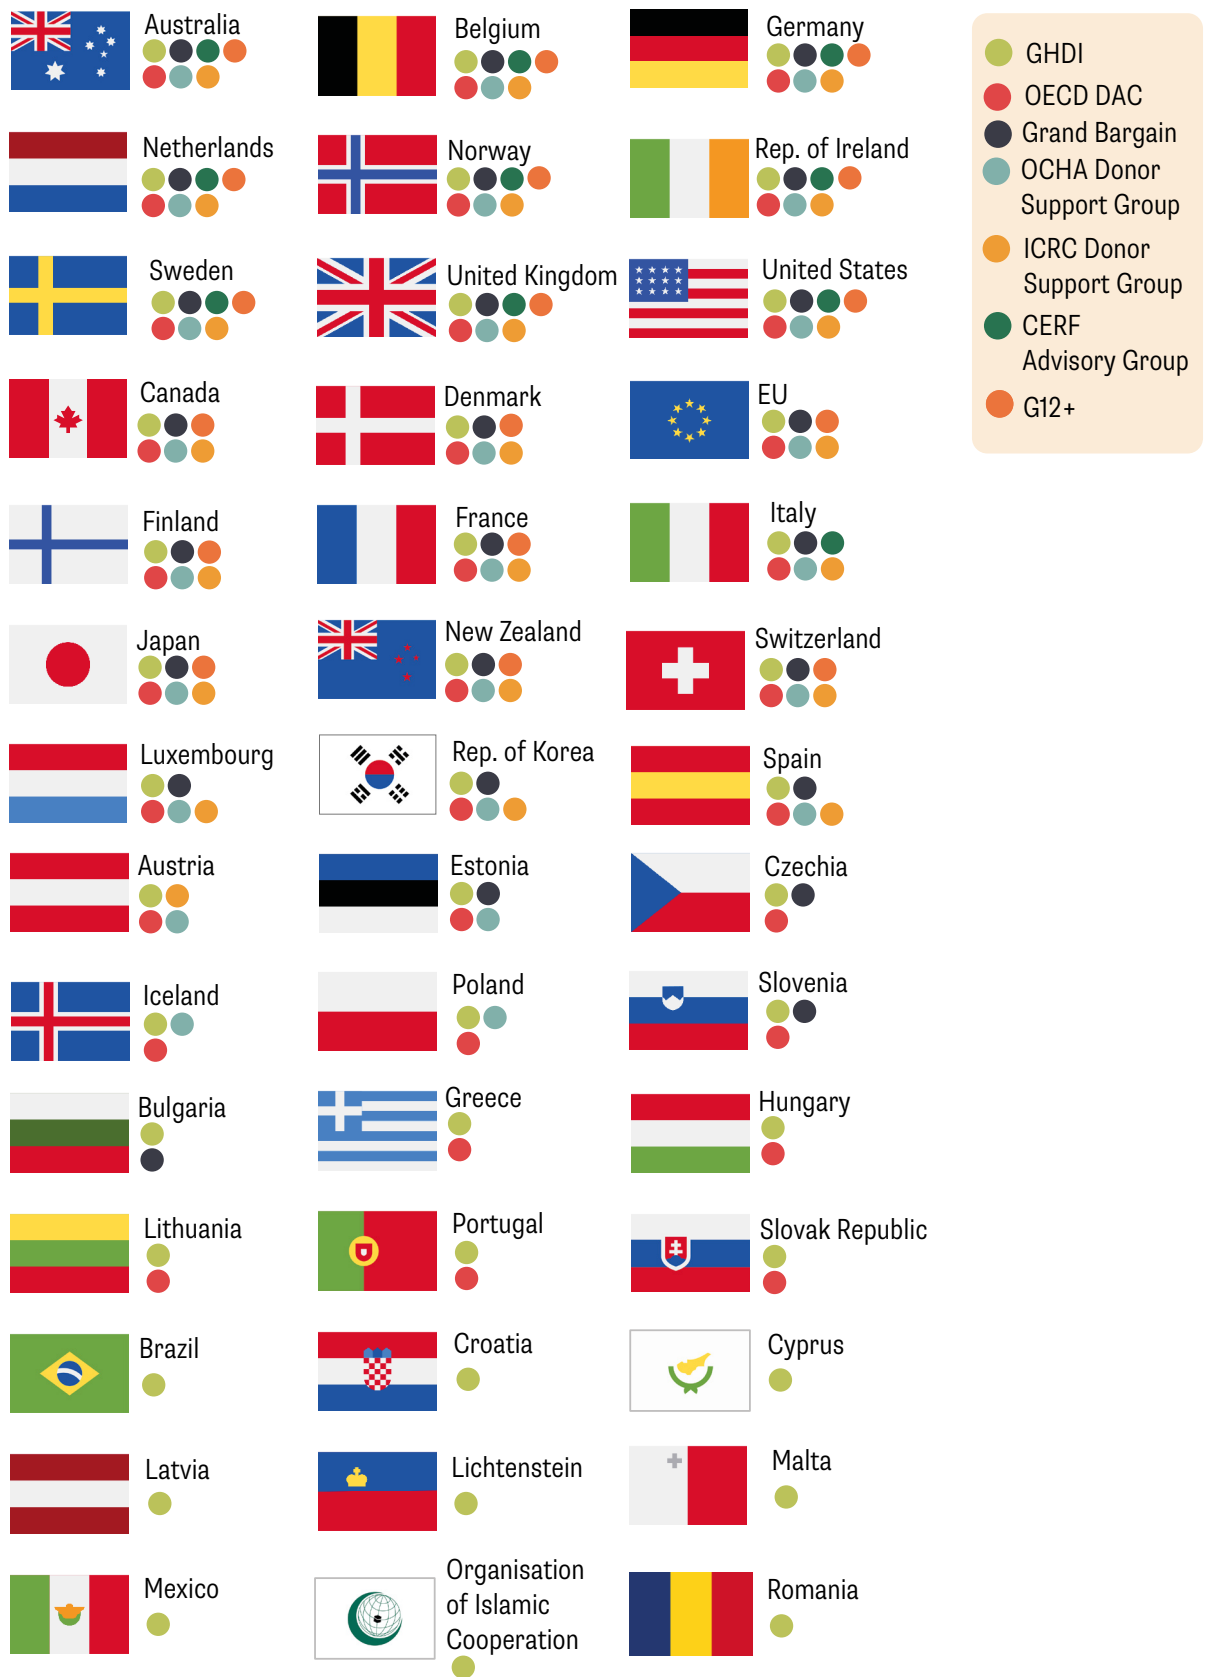 Australia
Belgium
Germany
Netherlands
Norway
Rep. of Ireland
Sweden
United Kingdom
United States
Canada
Denmark
EU
Finland
France
Italy
Japan
New Zealand
Switzerland
Luxembourg
Rep. of Korea
Spain
Austria
Estonia
Czechia
Iceland
Poland
Slovenia
Bulgaria
Greece
Hungary
Lithuania
Portugal
Slovak Republic
Brazil
Croatia
Cyprus
Latvia
Lichtenstein
Malta
Mexico
Organisation
of Islamic
Cooperation
Romania
GHDI
OECD DAC
Grand Bargain
OCHA Donor
Support Group
ICRC Donor
Support Group
CERF
Advisory Group
G12+